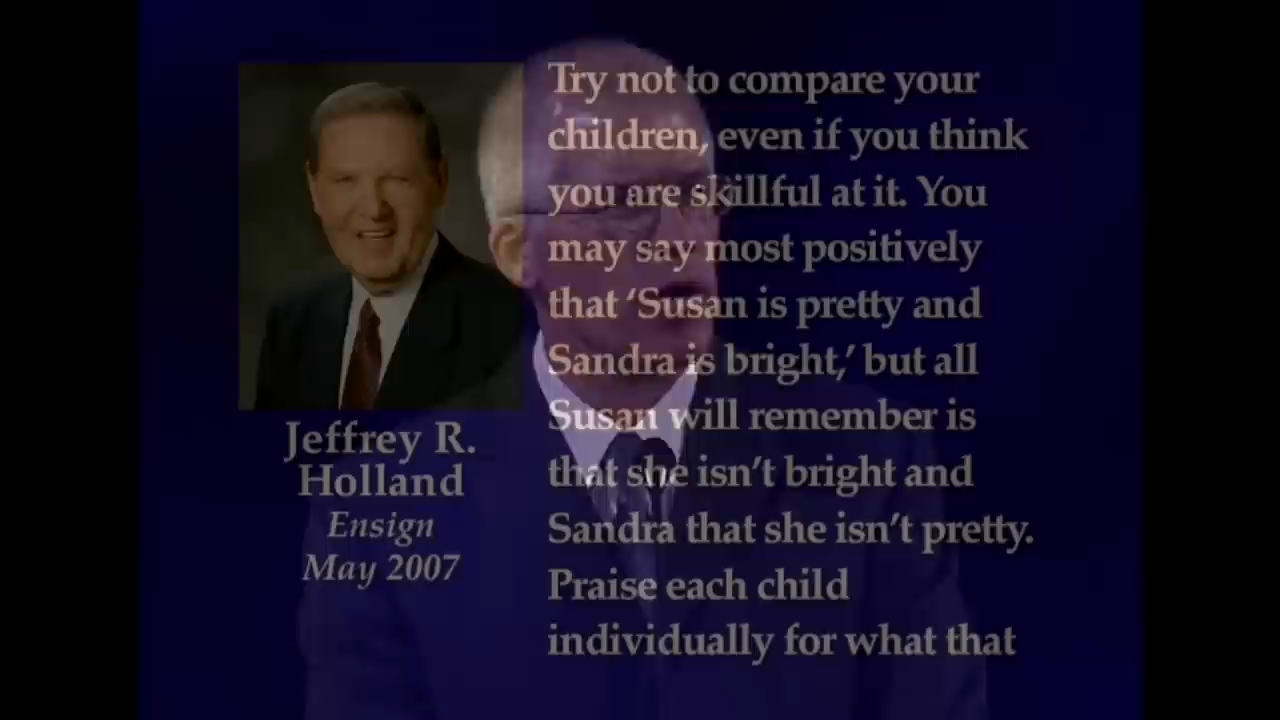 Try not to compare your
children, even if you think
you are skillful at it. You
may say most positively
that ‘Susan is pretty and
Sandra is bright,’ but all
Susan will remember is
that she isn’t bright and
Sandra that she isn’t pretty.
Praise each child
individually for what that
Jeffrey R.
Holland
Ensign
May 2007